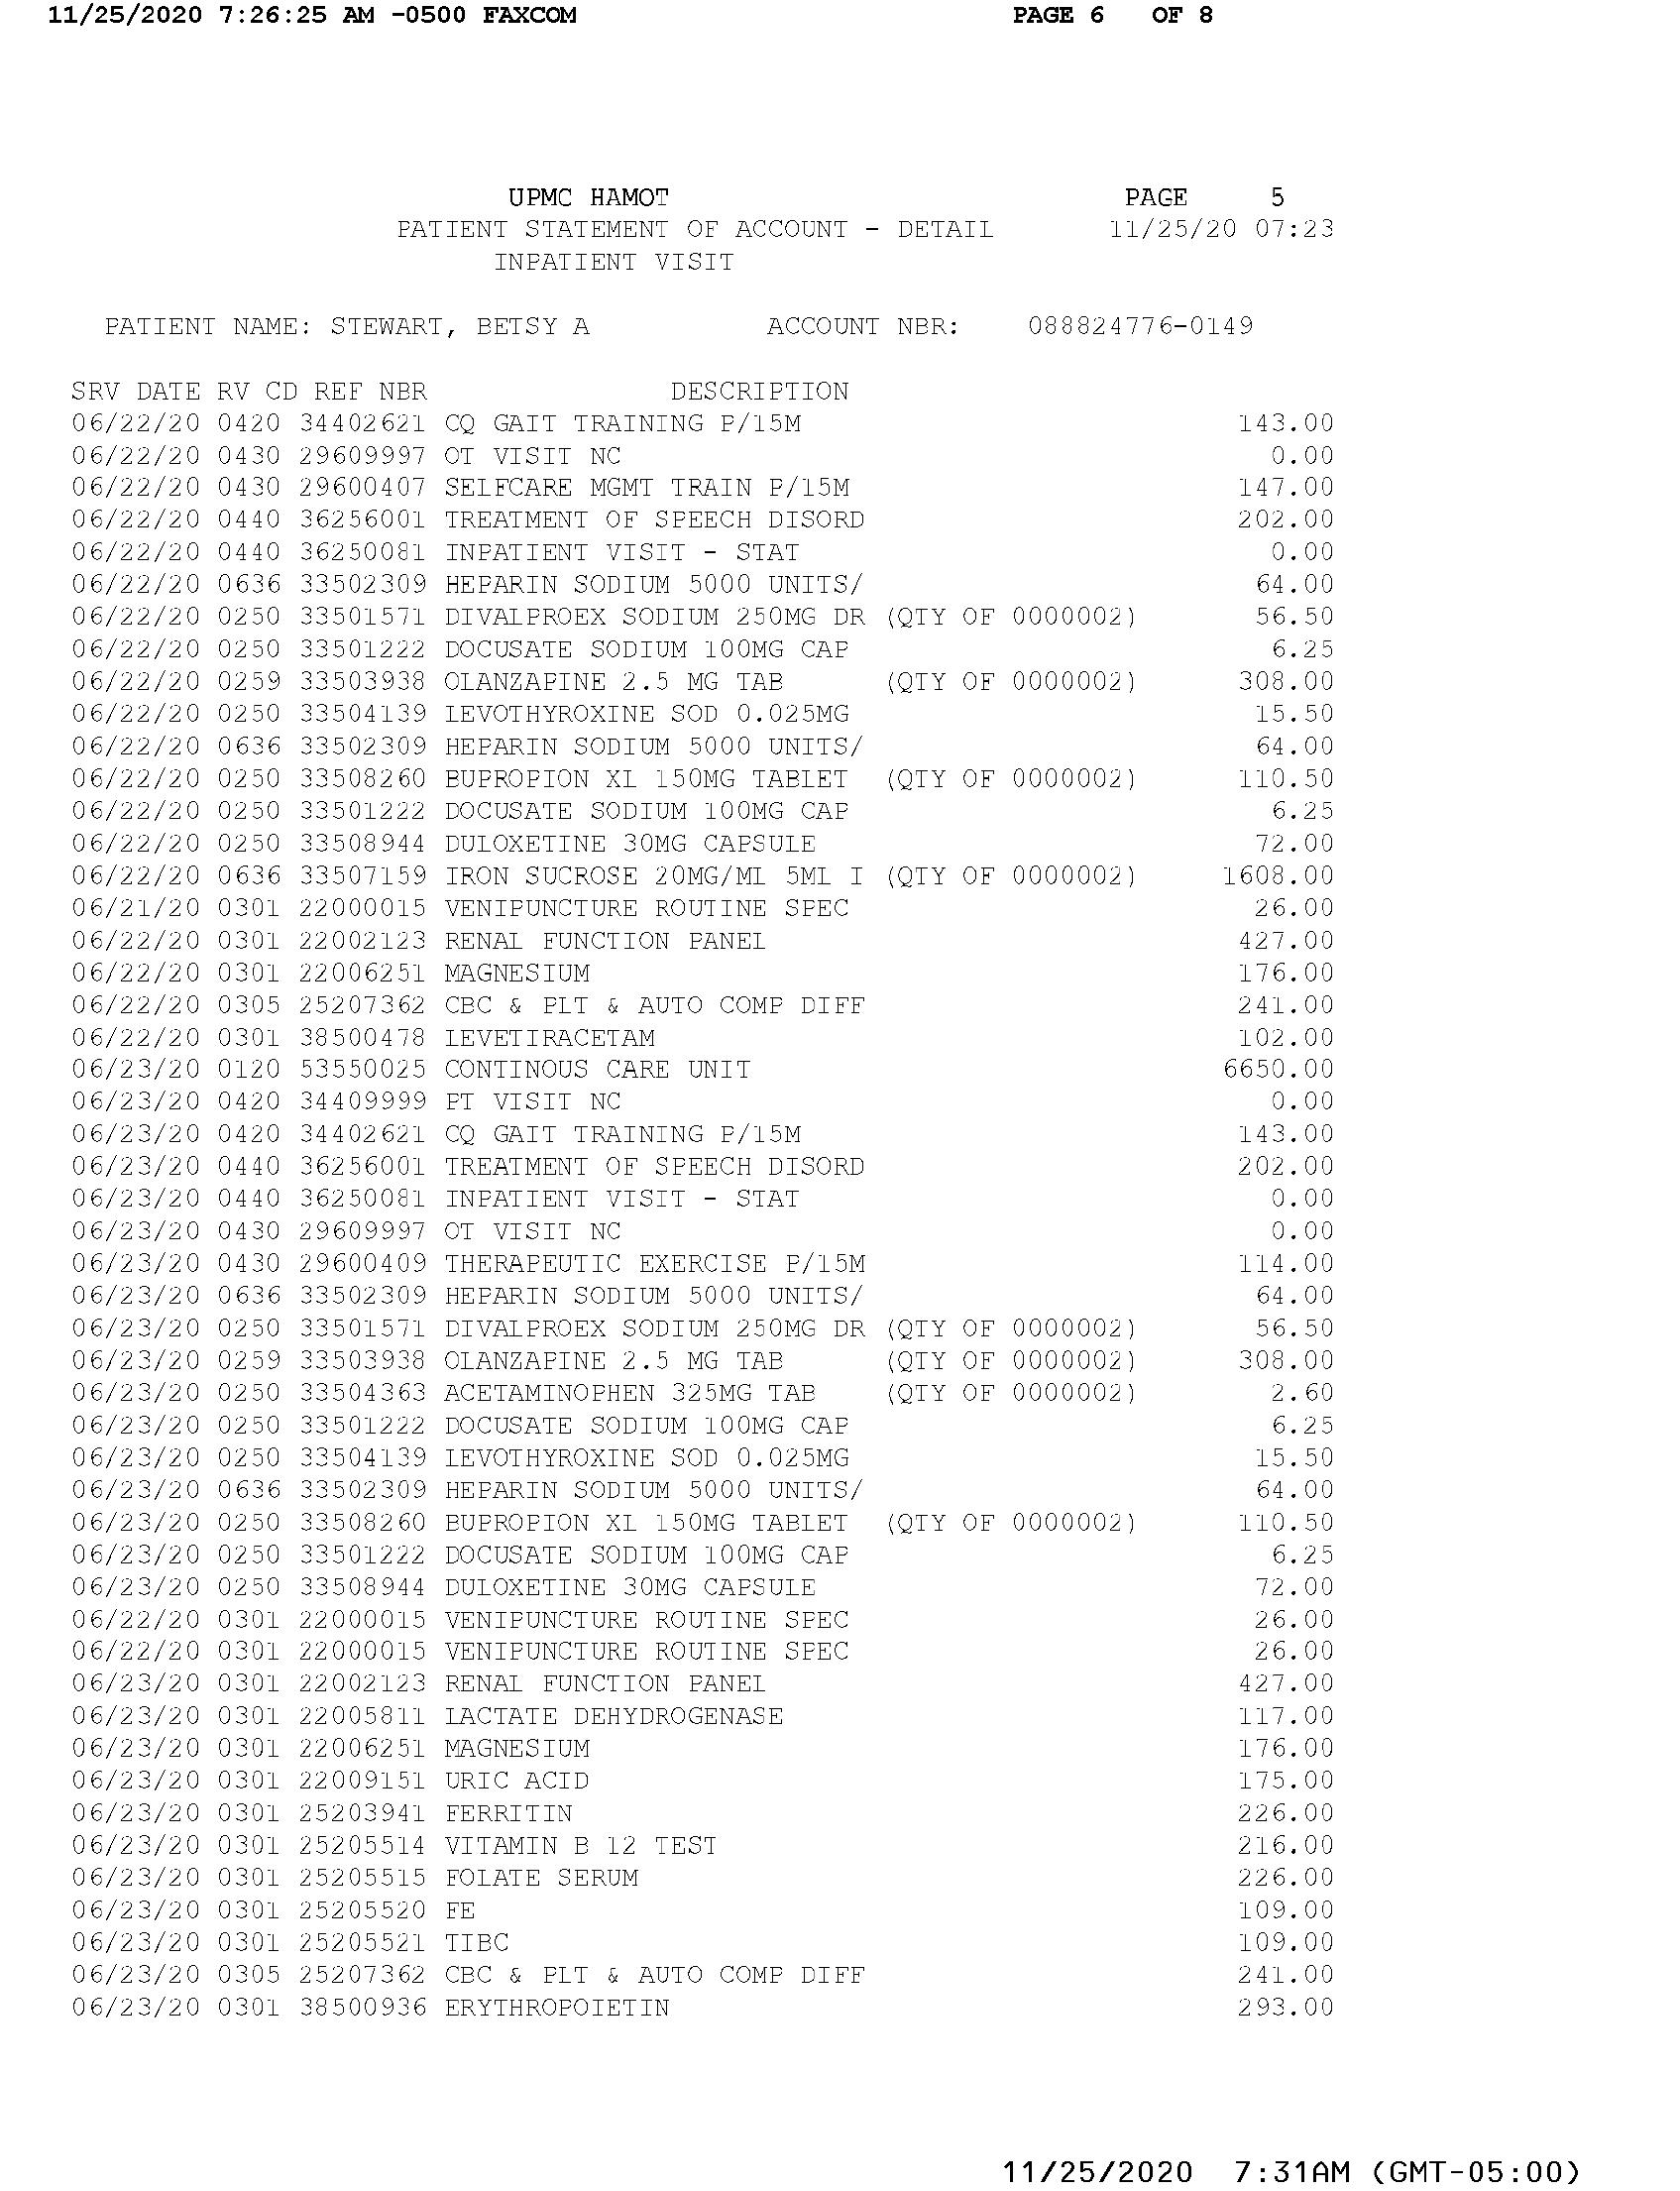 11/25/2020 7:26:25 AM -0500 FAXCOM PAGE 6 OF 8
UPMC HAMOT PAGE 5
PATIENT STATEMENT OF ACCOUNT - DETAIL 11/25/20 07:23
INPATIENT VISIT
PATIENT NAME: STEWART, BETSY A ACCOUNT NBR: 088824776-0149
SRV DATE RV CD REF NBR DESCRIPTION
06/22/20 0420 34402621 CQ GAIT TRAINING P/15M 143.00
06/22/20 0430 29609997 OT VISIT NC 0.00
06/22/20 0430 29600407 SELFCARE MGMT TRAIN P/15M 147.00
06/22/20 0440 36256001 TREATMENT OF SPEECH DISORD 202.00
06/22/20 0440 36250081 INPATIENT VISIT - STAT 0.00
06/22/20 0636 33502309 HEPARIN SODIUM 5000 UNITS/ 64.00
06/22/20 0250 33501571 DIVALPROEX SODIUM 250MG DR (QTY OF 0000002) 56.50
06/22/20 0250 33501222 DOCUSATE SODIUM 100MG CAP 6.25
06/22/20 0259 33503938 OLANZAPINE 2.5 MG TAB (QTY OF 0000002) 308.00
06/22/20 0250 33504139 LEVOTHYROXINE SOD 0.025MG 15.50
06/22/20 0636 33502309 HEPARIN SODIUM 5000 UNITS/ 64.00
06/22/20 0250 33508260 BUPROPION XL 150MG TABLET (QTY OF 0000002) 110.50
06/22/20 0250 33501222 DOCUSATE SODIUM 100MG CAP 6.25
06/22/20 0250 33508944 DULOXETINE 30MG CAPSULE 72.00
06/22/20 0636 33507159 IRON SUCROSE 20MG/ML 5ML I (QTY OF 0000002) 1608.00
06/21/20 0301 22000015 VENIPUNCTURE ROUTINE SPEC 26.00
06/22/20 0301 22002123 RENAL FUNCTION PANEL 427.00
06/22/20 0301 22006251 MAGNESIUM 176.00
06/22/20 0305 25207362 CBC & PLT & AUTO COMP DIFF 241.00
06/22/20 0301 38500478 LEVETIRACETAM 102.00
06/23/20 0120 53550025 CONTINOUS CARE UNIT 6650.00
06/23/20 0420 34409999 PT VISIT NC 0.00
06/23/20 0420 34402621 CQ GAIT TRAINING P/15M 143.00
06/23/20 0440 36256001 TREATMENT OF SPEECH DISORD 202.00
06/23/20 0440 36250081 INPATIENT VISIT - STAT 0.00
06/23/20 0430 29609997 OT VISIT NC 0.00
06/23/20 0430 29600409 THERAPEUTIC EXERCISE P/15M 114.00
06/23/20 0636 33502309 HEPARIN SODIUM 5000 UNITS/ 64.00
06/23/20 0250 33501571 DIVALPROEX SODIUM 250MG DR (QTY OF 0000002) 56.50
06/23/20 0259 33503938 OLANZAPINE 2.5 MG TAB (QTY OF 0000002) 308.00
06/23/20 0250 33504363 ACETAMINOPHEN 325MG TAB (QTY OF 0000002) 2.60
06/23/20 0250 33501222 DOCUSATE SODIUM 100MG CAP 6.25
06/23/20 0250 33504139 LEVOTHYROXINE SOD 0.025MG 15.50
06/23/20 0636 33502309 HEPARIN SODIUM 5000 UNITS/ 64.00
06/23/20 0250 33508260 BUPROPION XL 150MG TABLET (QTY OF 0000002) 110.50
06/23/20 0250 33501222 DOCUSATE SODIUM 100MG CAP 6.25
06/23/20 0250 33508944 DULOXETINE 30MG CAPSULE 72.00
06/22/20 0301 22000015 VENIPUNCTURE ROUTINE SPEC 26.00
06/22/20 0301 22000015 VENIPUNCTURE ROUTINE SPEC 26.00
06/23/20 0301 22002123 RENAL FUNCTION PANEL 427.00
06/23/20 0301 22005811 LACTATE DEHYDROGENASE 117.00
06/23/20 0301 22006251 MAGNESIUM 176.00
06/23/20 0301 22009151 URIC ACID 175.00
06/23/20 0301 25203941 FERRITIN 226.00
06/23/20 0301 25205514 VITAMIN B 12 TEST 216.00
06/23/20 0301 25205515 FOLATE SERUM 226.00
06/23/20 0301 25205520 FE 109.00
06/23/20 0301 25205521 TIBC 109.00
06/23/20 0305 25207362 CBC & PLT & AUTO COMP DIFF 241.00
06/23/20 0301 38500936 ERYTHROPOIETIN 293.00
11/25/2020 7:31AM (GMT-05:00)